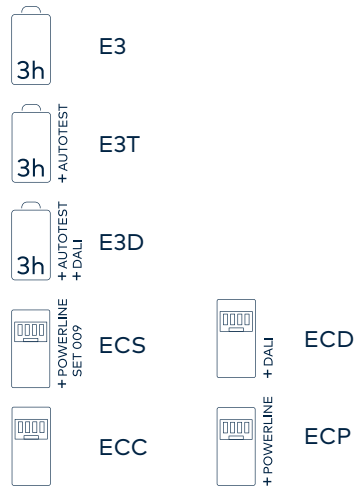 3h
E3
3h
+ AUTOTEST
E3T
3h
+ AUTOTEST
+ DALI
E3D
+ POWERLINE
SET 009
ECS
+ DALI
ECD
ECC
+ POWERLINE
ECP